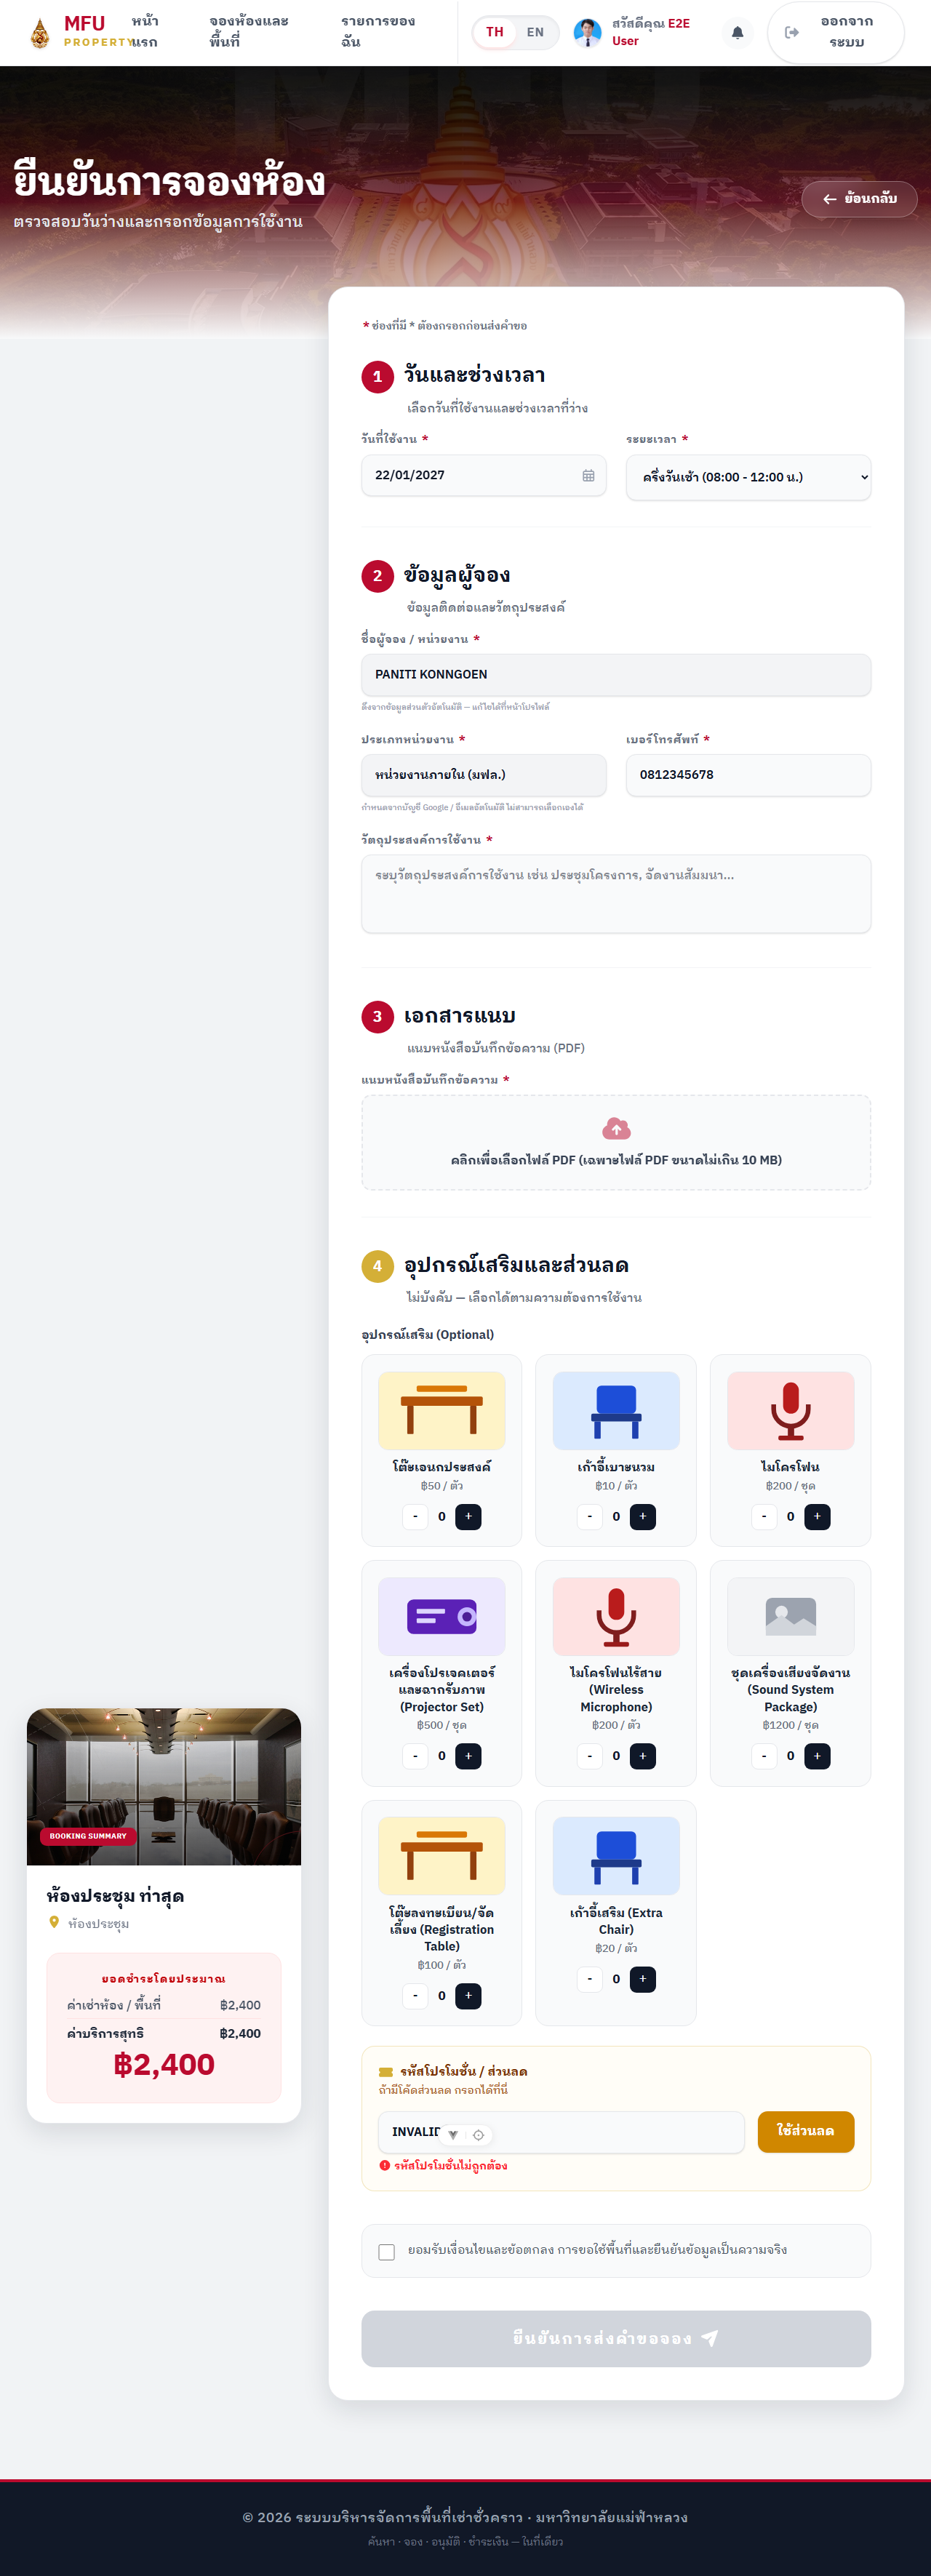 MFU
PROPERTY
หน้า
แรก
จองห้องและ
พื้นที่
รายการของ
ฉัน
TH
EN
สวัสดีคุณ E2E
User
ออกจาก
ระบบ
ยืนยันการจองห้อง
ตรวจสอบวันว่างและกรอกข้อมูลการใช้งาน
ย้อนกลับ
* ช่องที่มี * ต้องกรอกก่อนส่งคำขอ
1 วันและช่วงเวลา
เลือกวันที่ใช้งานและช่วงเวลาที่ว่าง
วันที่ใช้งาน *
ระยะเวลา *
22/01/2027
ครึ่งวันเช้า (08:00 - 12:00 น.)
2 ข้อมูลผู้จอง
ข้อมูลติดต่อและวัตถุประสงค์
ชื่อผู้จอง / หน่วยงาน *
PANITI KONNGOEN
ดึงจากข้อมูลส่วนตัวอัตโนมัติ — แก้ไขได้ที่หน้าโปรไฟล์
ประเภทหน่วยงาน *
เบอร์โทรศัพท์ *
หน่วยงานภายใน (มฟล.)
0812345678
กำหนดจากบัญชี Google / อีเมลอัตโนมัติ ไม่สามารถเลือกเองได้
วัตถุประสงค์การใช้งาน *
ระบุวัตถุประสงค์การใช้งาน เช่น ประชุมโครงการ, จัดงานสัมมนา...
3 เอกสารแนบ
แนบหนังสือบันทึกข้อความ (PDF)
แนบหนังสือบันทึกข้อความ *
คลิกเพื่อเลือกไฟล์ PDF (เฉพาะไฟล์ PDF ขนาดไม่เกิน 10 MB)
4 อุปกรณ์เสริมและส่วนลด
ไม่บังคับ — เลือกได้ตามความต้องการใช้งาน
อุปกรณ์เสริม (Optional)
โต๊ะเอนกประสงค์
฿50 / ตัว
- 0 +
เก้าอี้เบาะนวม
฿10 / ตัว
- 0 +
ไมโครโฟน
฿200 / ชุด
- 0 +
เครื่องโปรเจคเตอร์
และฉากรับภาพ
(Projector Set)
฿500 / ชุด
- 0 +
ไมโครโฟนไร้สาย
(Wireless
Microphone)
฿200 / ตัว
- 0 +
ชุดเครื่องเสียงจัดงาน
(Sound System
Package)
฿1200 / ชุด
- 0 +
โต๊ะลงทะเบียน/จัด
เลี้ยง (Registration
Table)
฿100 / ตัว
- 0 +
เก้าอี้เสริม (Extra
Chair)
฿20 / ตัว
- 0 +
BOOKING SUMMARY
ห้องประชุม ท่าสุด
ห้องประชุม
ยอดชำระโดยประมาณ
ค่าเช่าห้อง / พื้นที่ ฿2,400
ค่าบริการสุทธิ ฿2,400
฿2,400
รหัสโปรโมชั่น / ส่วนลด
ถ้ามีโค้ดส่วนลด กรอกได้ที่นี่
ใช้ส่วนลด
รหัสโปรโมชั่นไม่ถูกต้อง
ยอมรับเงื่อนไขและข้อตกลง การขอใช้พื้นที่และยืนยันข้อมูลเป็นความจริง
ยืนยันการส่งคำขอจอง
© 2026 ระบบบริหารจัดการพื้นที่เช่าชั่วคราว · มหาวิทยาลัยแม่ฟ้าหลวง
ค้นหา · จอง · อนุมัติ · ชำระเงิน — ในที่เดียว